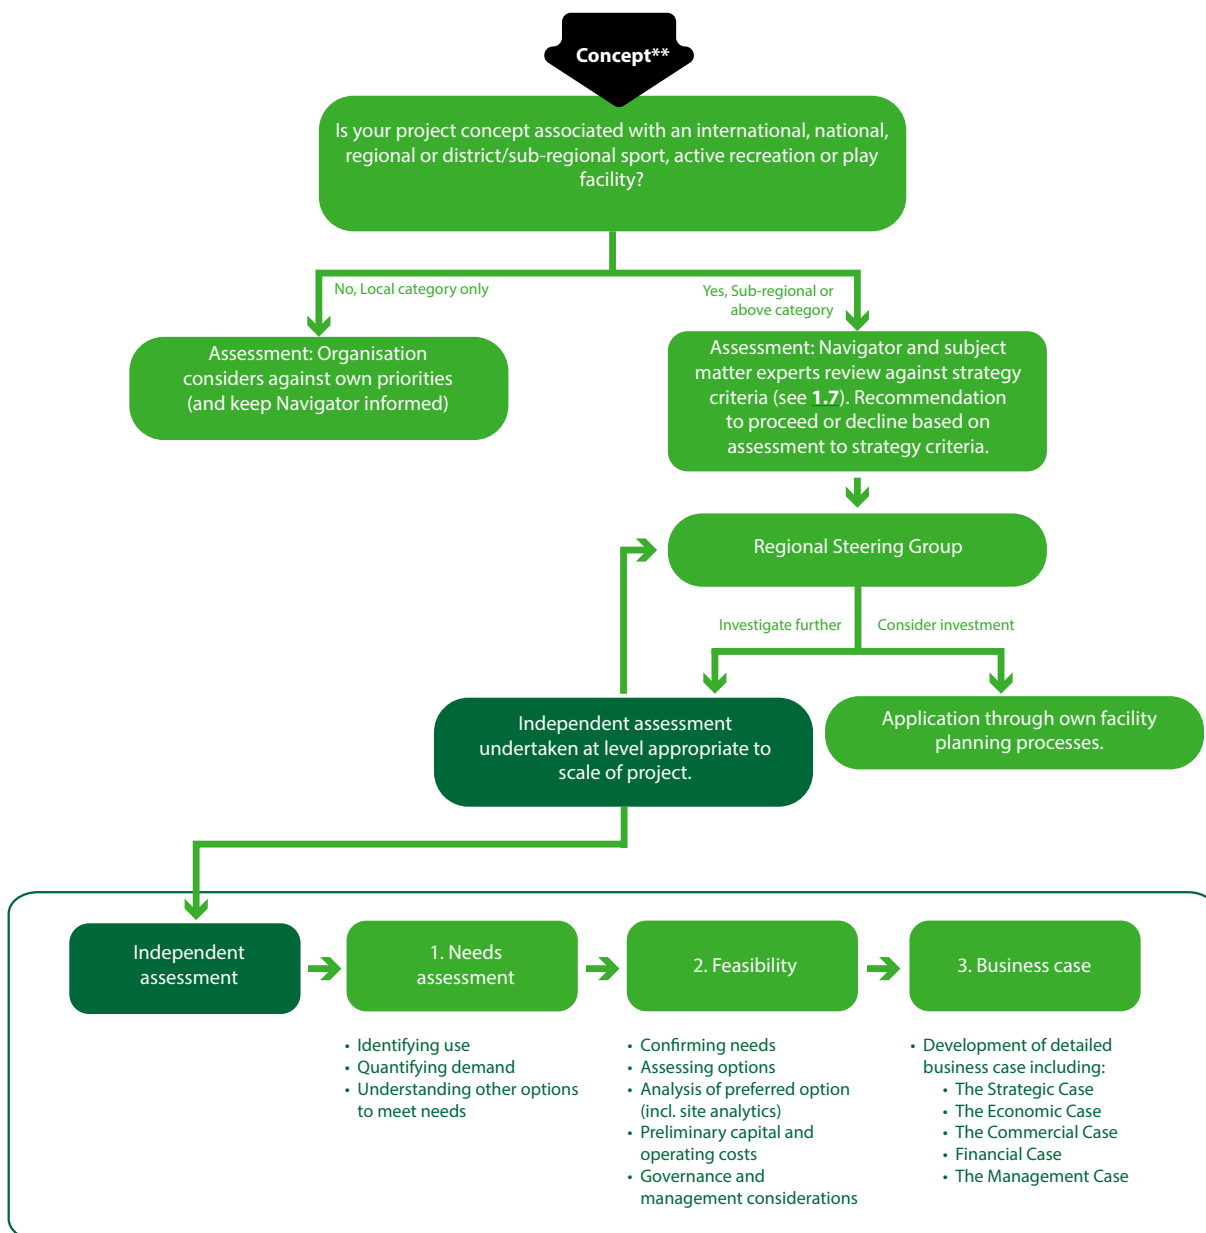 Concept**
Is your project concept associated with an international, national,
regional or district/sub-regional sport, active recreation or play
facility?
No, Local category only
Yes, Sub-regional or
above category
Assessment: Organisation
considers against own priorities
(and keep Navigator informed)
Assessment: Navigator and subject
matter experts review against strategy
criteria (see 1.7). Recommendation
to proceed or decline based on
assessment to strategy criteria.
Regional Steering Group
Investigate further
Consider investment
Independent assessment
undertaken at level appropriate to
scale of project.
Application through own facility
planning processes.
Independent
assessment
1. Needs
assessment
• Identifying use
• Quantifying demand
• Understanding other options
to meet needs
2. Feasibility
• Confirming needs
• Assessing options
• Analysis of preferred option
(incl. site analytics)
• Preliminary capital and
operating costs
• Governance and
management considerations
3. Business case
• Development of detailed
business case including:
• The Strategic Case
• The Economic Case
• The Commercial Case
• Financial Case
• The Management Case